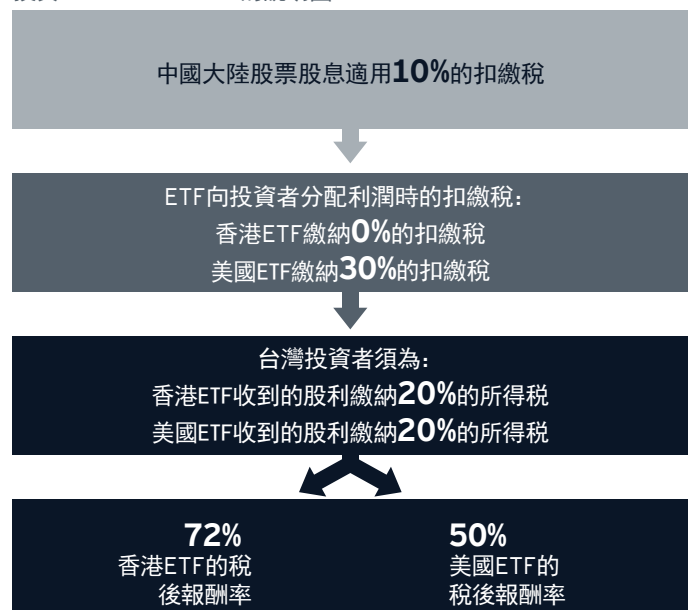 中國大陸股票股息適用10%的扣繳稅
ETF向投資者分配利潤時的扣繳稅:
香港ETF繳納0%的扣繳稅
美國ETF繳納30%的扣繳稅
台灣投資者須為:
香港ETF收到的股利繳納20%的所得稅
美國ETF收到的股利繳納20%的所得稅
72%
香港ETF的稅
後報酬率
50%
美國ETF的
稅後報酬率